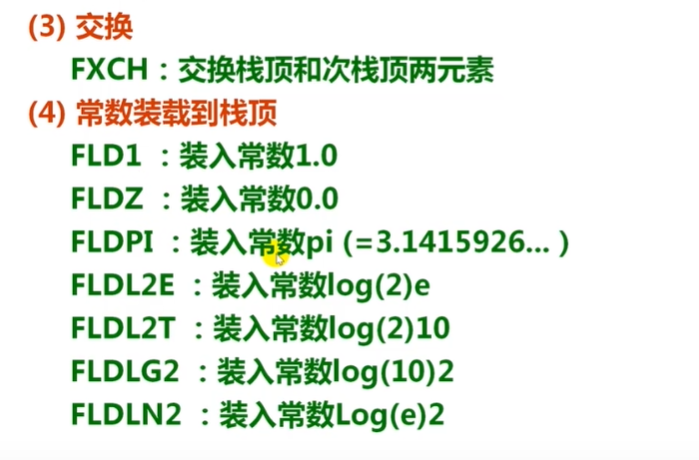 (3) 交换
FXCH：交换栈顶和次栈顶两元素
(4) 常数装载到栈顶
FLD1 ：装入常数1.0
FLDZ ：装入常数0.0
FLDPI ：装入常数pi (=3.1415926... )
FLDL2E ：装入常数log(2)e
FLDL2T ：装入常数log(2)10
FLDLG2 ：装入常数log(10)2
FLDLN2 ：装入常数Log(e)2